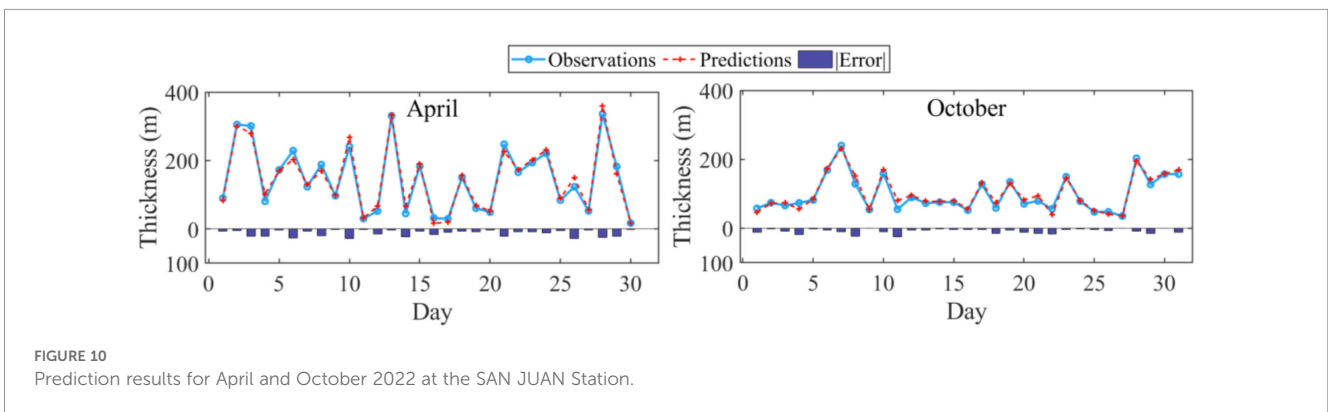 Observations Predictions |Error|
April
Thickness (m)
400
200
0
100
0 5 10 15 20 25 30
Day
October
Thickness (m)
400
200
0
100
0 5 10 15 20 25 30
Day
FIGURE 10
Prediction results for April and October 2022 at the SAN JUAN Station.